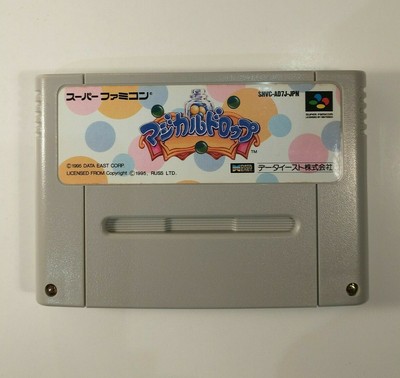 スーパーファミコン®
SHVC-AD7J-JPN
マジカルドロップ
TM
©1995 DATA EAST CORP.
LICENSED FROM Copyright ©1995, RUSS LTD.
データイースト株式会社